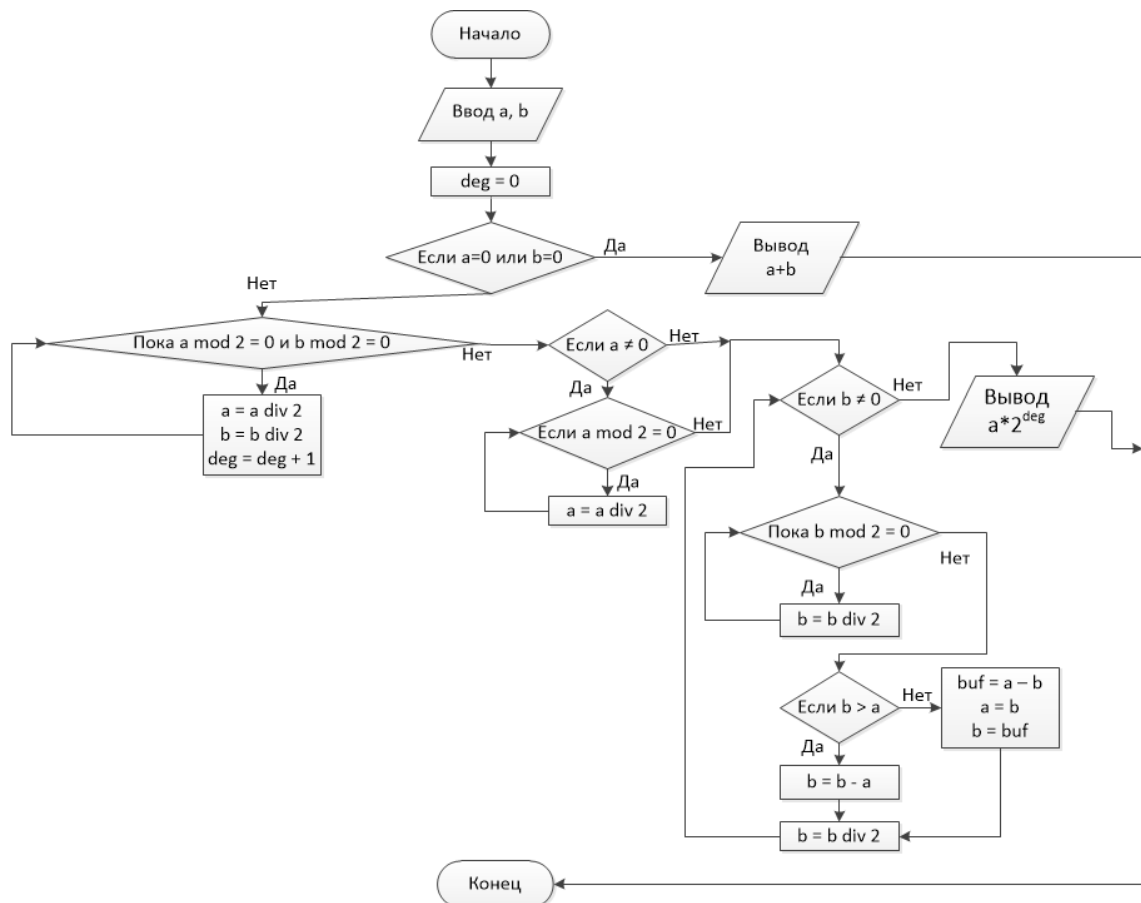 Начало
Ввод a, b
deg = 0
Если a=0 или b=0
Да
Вывод
a+b
Нет
Пока a mod 2 = 0 и b mod 2 = 0
Нет
Да
a = a div 2
b = b div 2
deg = deg + 1
Если a ≠ 0
Нет
Да
Если a mod 2 = 0
Нет
Да
a = a div 2
Если b ≠ 0
Нет
Вывод
a*2^deg
Да
Пока b mod 2 = 0
Нет
Да
b = b div 2
Если b > a
Нет
buf = a – b
a = b
b = buf
Да
b = b - a
b = b div 2
Конец